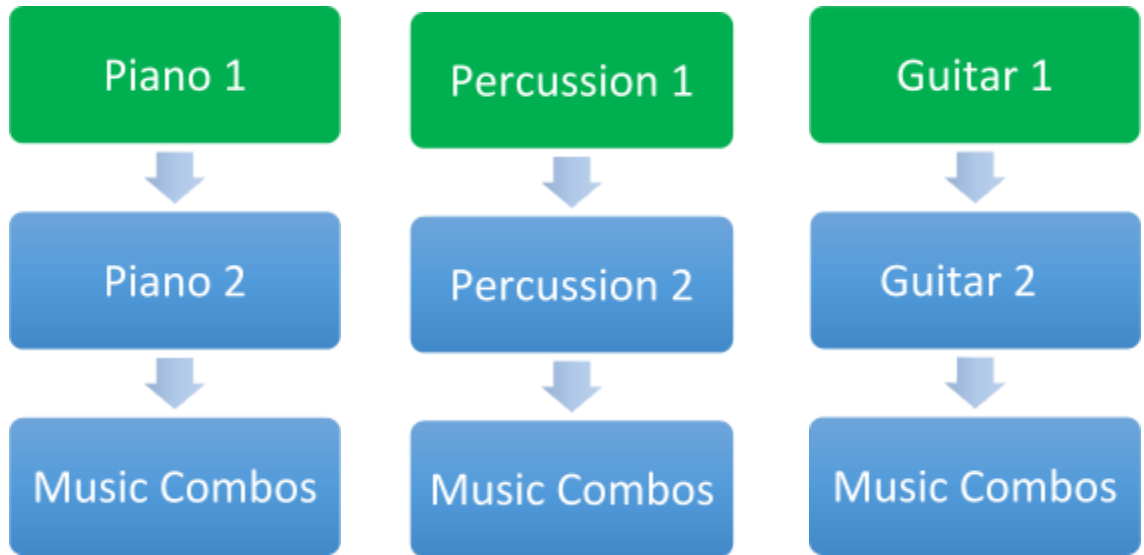 Piano 1
Percussion 1
Guitar 1
Piano 2
Percussion 2
Guitar 2
Music Combos
Music Combos
Music Combos